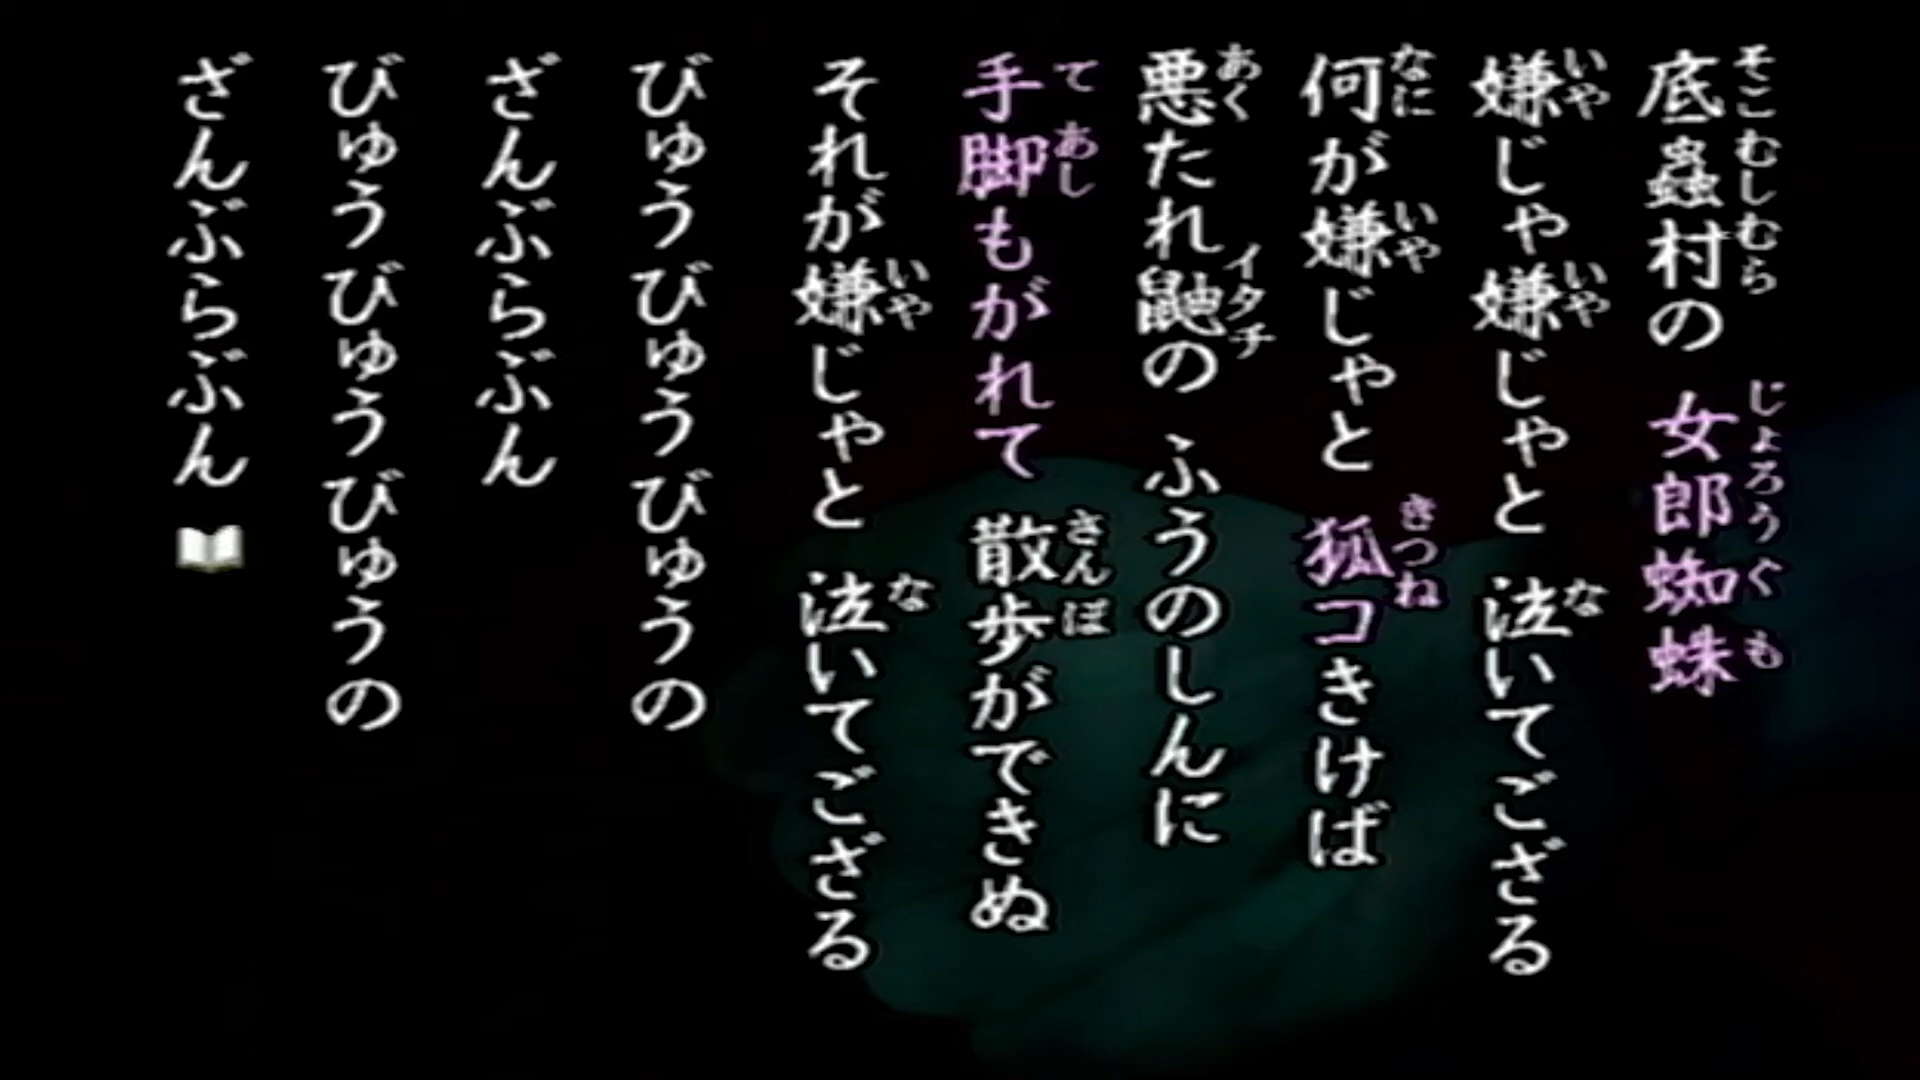 底蟲村の 女郎蜘蛛
嫌じゃ嫌じゃと 泣いてござる
何が嫌じゃと 狐コきけば
悪たれ鼬の ふうのしんに
手脚もがれて 散歩ができぬ
それが嫌じゃと 泣いてござる
びゅうびゅうびゅうの
ざんぶらぶん
びゅうびゅうびゅうの
ざんぶらぶん